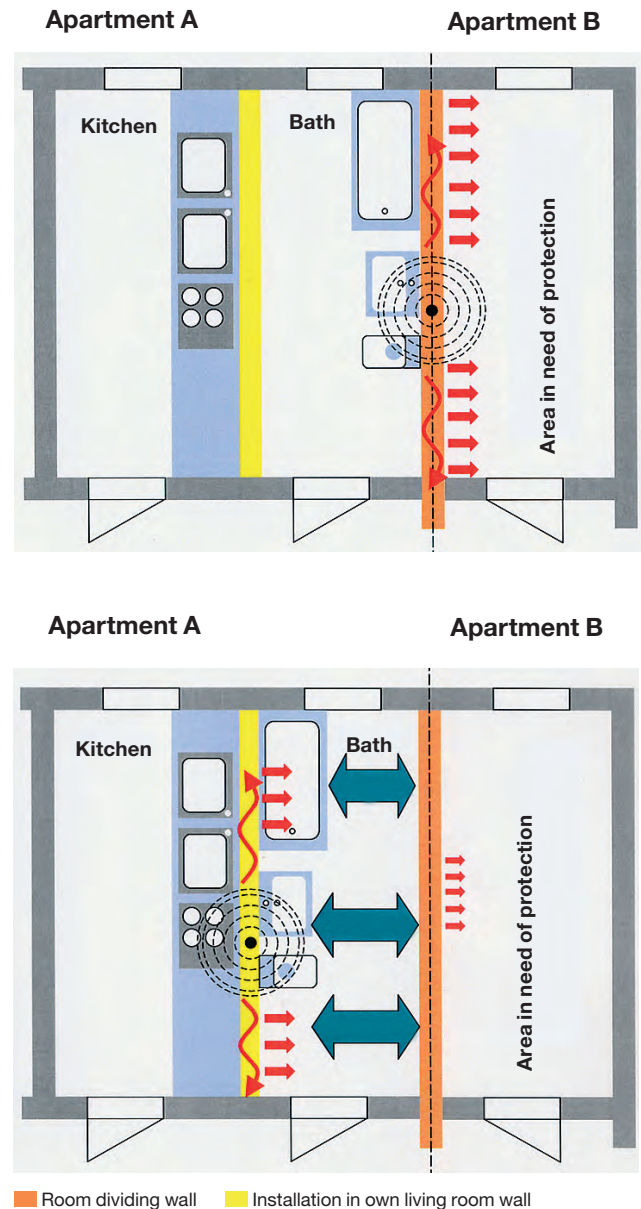 Apartment A
Apartment B
Kitchen
Bath
Area in need of protection
Apartment A
Apartment B
Kitchen
Bath
Area in need of protection
Room dividing wall
Installation in own living room wall